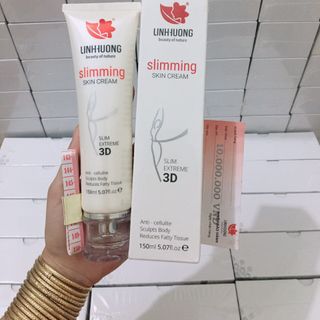 LINHHUONG
beauty of nature
slimming
SKIN CREAM
SLIM
EXTREME
3D
Anti - cellulite
Sculpts Body
Reduces Fatty Tissue
150ml 5.07fl.oz e
LINHHUONG
beauty of nature
slimming
SKIN CREAM
SLIM
EXTREME
3D
Anti - cellulite
Sculpts Body
Reduces Fatty Tissue
150ml 5.07fl.oz e
10.000.000 VNĐ